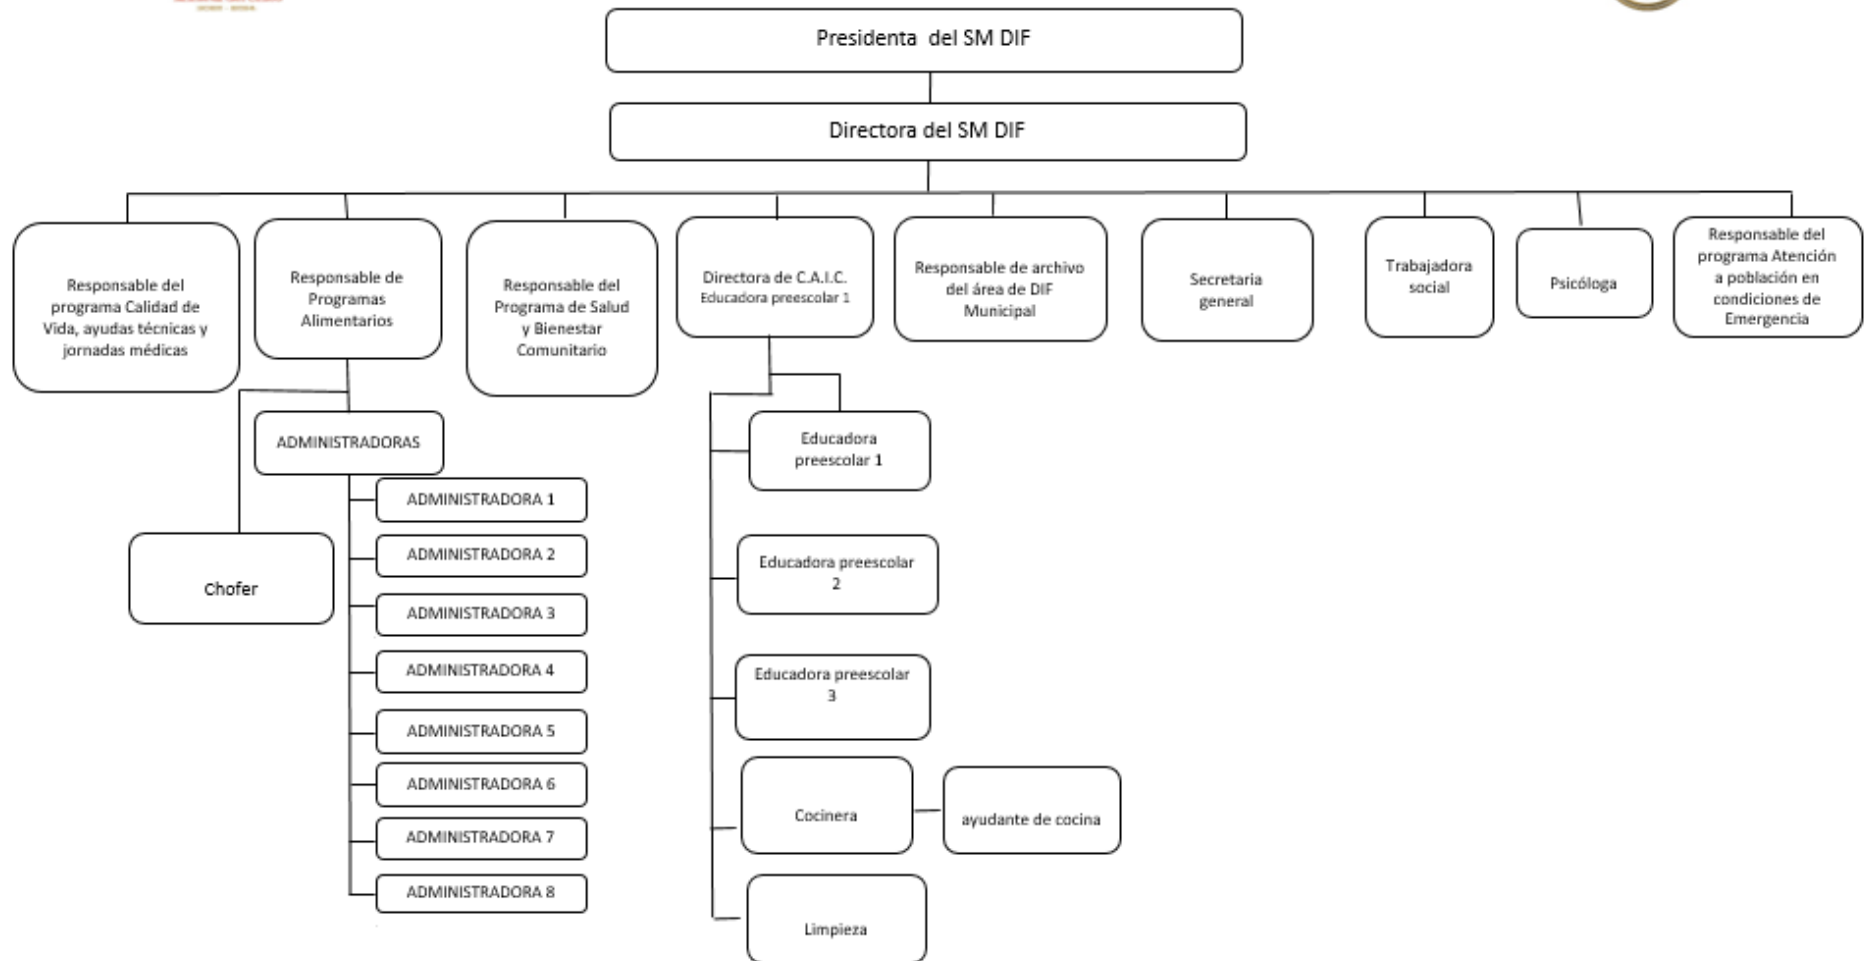 Presidenta del SM DIF
Directora del SM DIF
Responsable del
programa Calidad de
Vida, ayudas técnicas y
jornadas médicas
Responsable de
Programas
Alimentarios
Responsable del
Programa de Salud
y Bienestar
Comunitario
Directora de C.A.I.C.
Educadora preescolar 1
Responsable de archivo
del área de DIF
Municipal
Secretaria
general
Trabajadora
social
Psicóloga
Responsable del
programa Atención
a población en
condiciones de
Emergencia
ADMINISTRADORAS
ADMINISTRADORA 1
ADMINISTRADORA 2
ADMINISTRADORA 3
ADMINISTRADORA 4
ADMINISTRADORA 5
ADMINISTRADORA 6
ADMINISTRADORA 7
ADMINISTRADORA 8
Chofer
Educadora
preescolar 1
Educadora preescolar
2
Educadora preescolar
3
Cocinera
ayudante de cocina
Limpieza